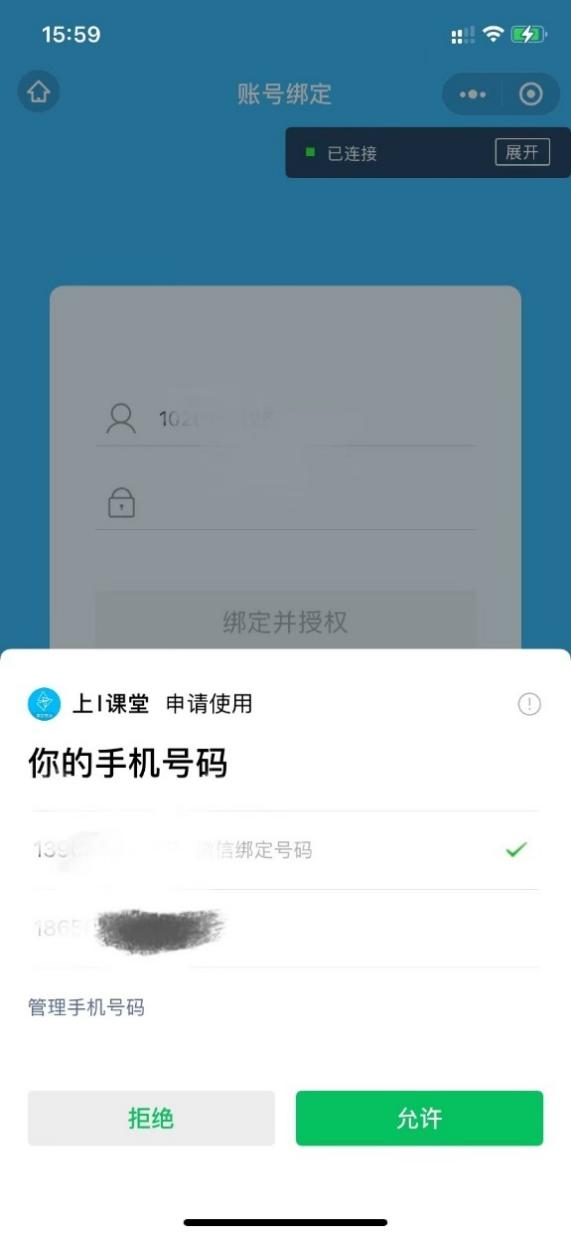 15:59
账号绑定
已连接 展开
绑定并授权
上I课堂 申请使用
你的手机号码
绑定号码
管理手机号码
拒绝 允许